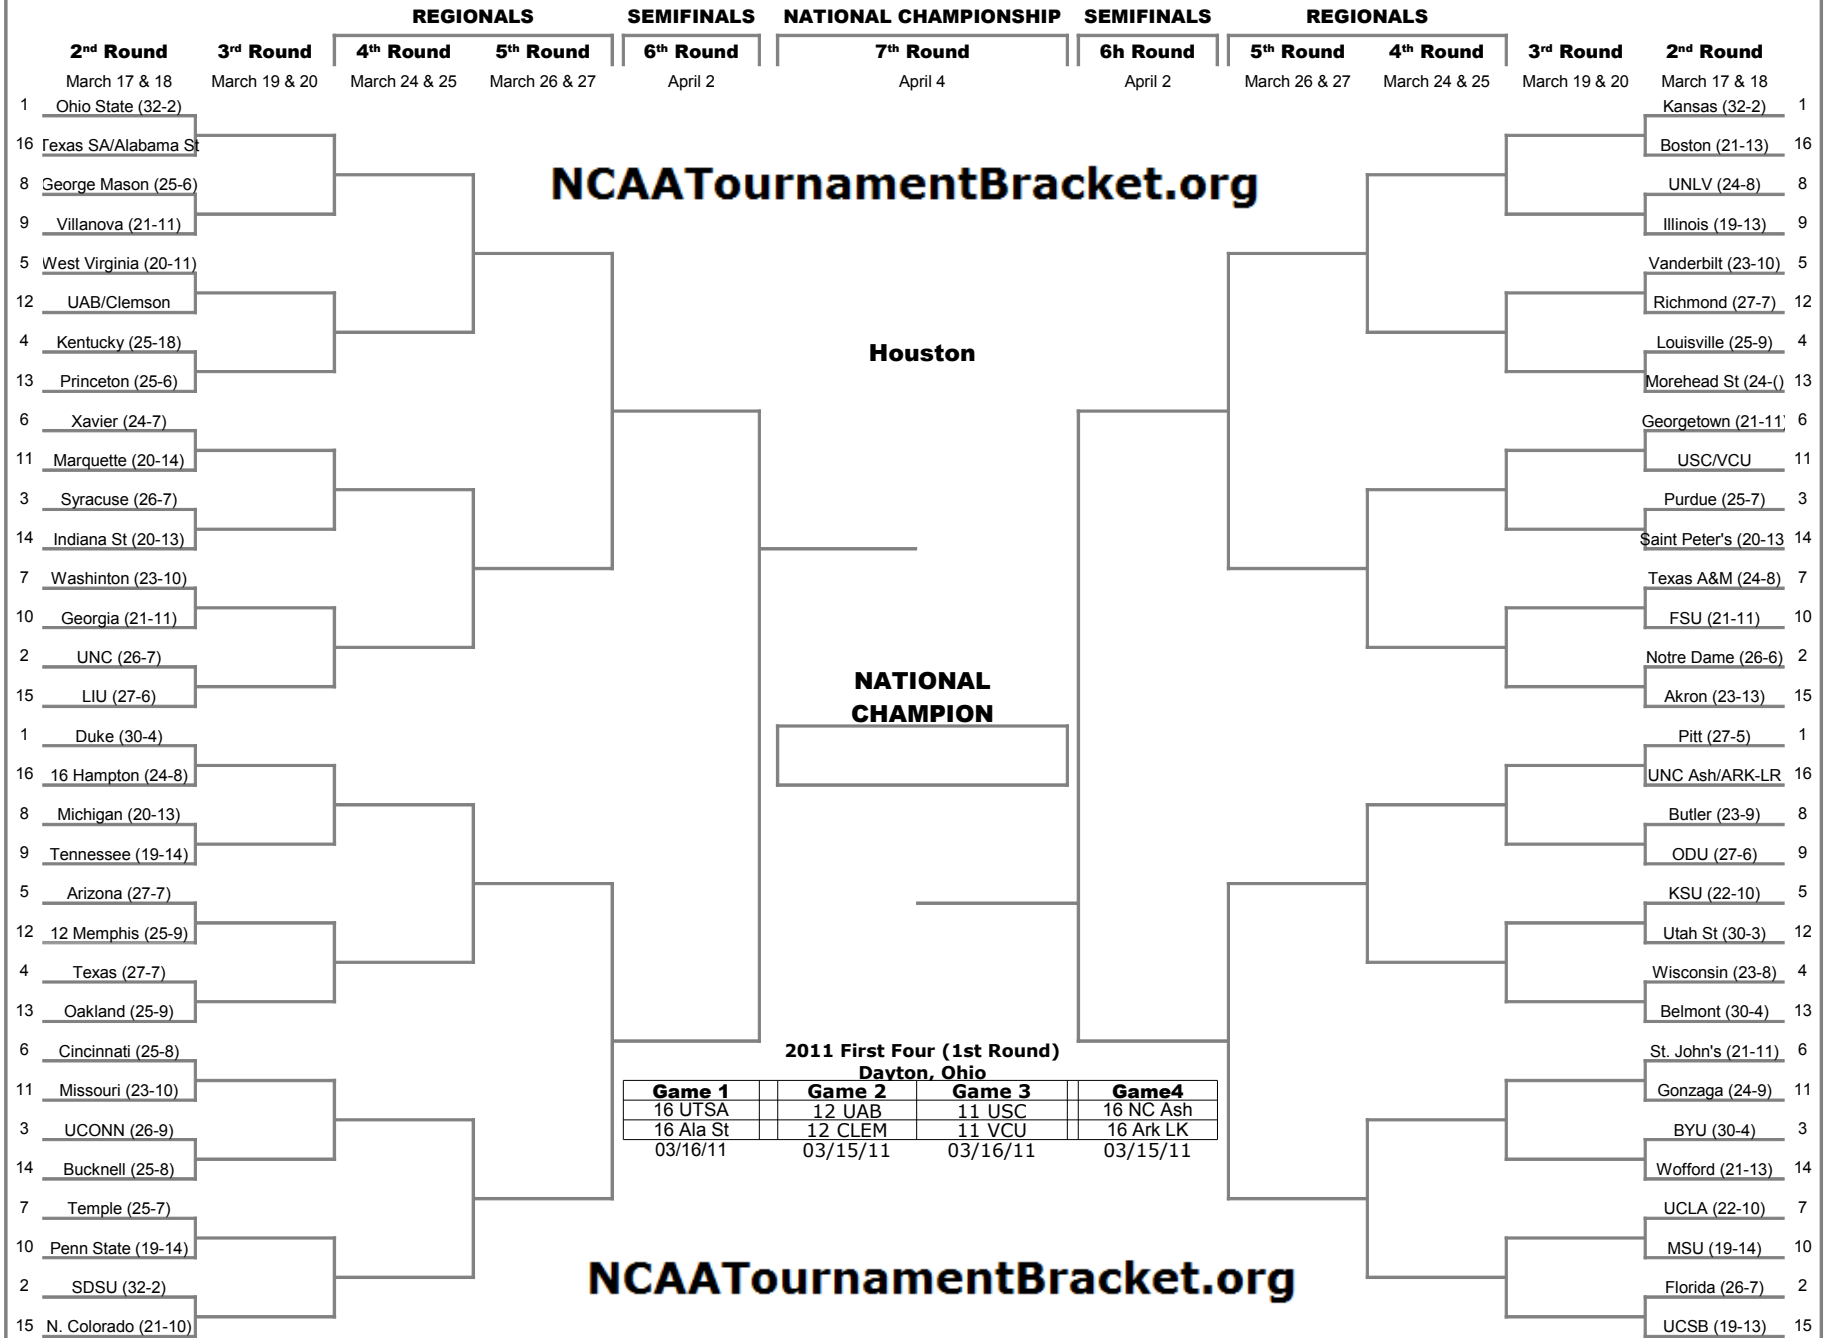 REGIONALS SEMIFINALS NATIONAL CHAMPIONSHIP SEMIFINALS REGIONALS
2nd Round 3rd Round 4th Round 5th Round 6th Round 7th Round 6h Round 5th Round 4th Round 3rd Round 2nd Round
March 17 & 18 March 19 & 20 March 24 & 25 March 26 & 27 April 2 April 4 April 2 March 26 & 27 March 24 & 25 March 19 & 20 March 17 & 18
1 Ohio State (32-2) Kansas (32-2) 1
16 Texas SA/Alabama St Boston (21-13) 16
NCAATournamentBracket.org
8 George Mason (25-6) UNLV (24-8) 8
9 Villanova (21-11) Illinois (19-13) 9
5 West Virginia (20-11) Vanderbilt (23-10) 5
12 UAB/Clemson Richmond (27-7) 12
4 Kentucky (25-18) Louisville (25-9) 4
Houston
13 Princeton (25-6) Morehead St (24-() 13
6 Xavier (24-7) Georgetown (21-11) 6
11 Marquette (20-14) USC/VCU 11
3 Syracuse (26-7) Purdue (25-7) 3
14 Indiana St (20-13) Saint Peter's (20-13 14
7 Washinton (23-10) Texas A&M (24-8) 7
10 Georgia (21-11) FSU (21-11) 10
2 UNC (26-7) Notre Dame (26-6) 2
NATIONAL
15 LIU (27-6) Akron (23-13) 15
CHAMPION
1 Duke (30-4) Pitt (27-5) 1
16 16 Hampton (24-8) UNC Ash/ARK-LR 16
8 Michigan (20-13) Butler (23-9) 8
9 Tennessee (19-14) ODU (27-6) 9
5 Arizona (27-7) KSU (22-10) 5
12 12 Memphis (25-9) Utah St (30-3) 12
4 Texas (27-7) Wisconsin (23-8) 4
13 Oakland (25-9) Belmont (30-4) 13
6 Cincinnati (25-8) 2011 First Four (1st Round) St. John's (21-11) 6
Dayton, Ohio
11 Missouri (23-10) Game 1 Game 2 Game 3 Game4 Gonzaga (24-9) 11
16 UTSA 12 UAB 11 USC 16 NC Ash
3 UCONN (26-9) 16 Ala St 12 CLEM 11 VCU 16 Ark LK BYU (30-4) 3
03/16/11 03/15/11 03/16/11 03/15/11
14 Bucknell (25-8) Wofford (21-13) 14
7 Temple (25-7) UCLA (22-10) 7
10 Penn State (19-14) MSU (19-14) 10
NCAATournamentBracket.org
2 SDSU (32-2) Florida (26-7) 2
15 N. Colorado (21-10) UCSB (19-13) 15